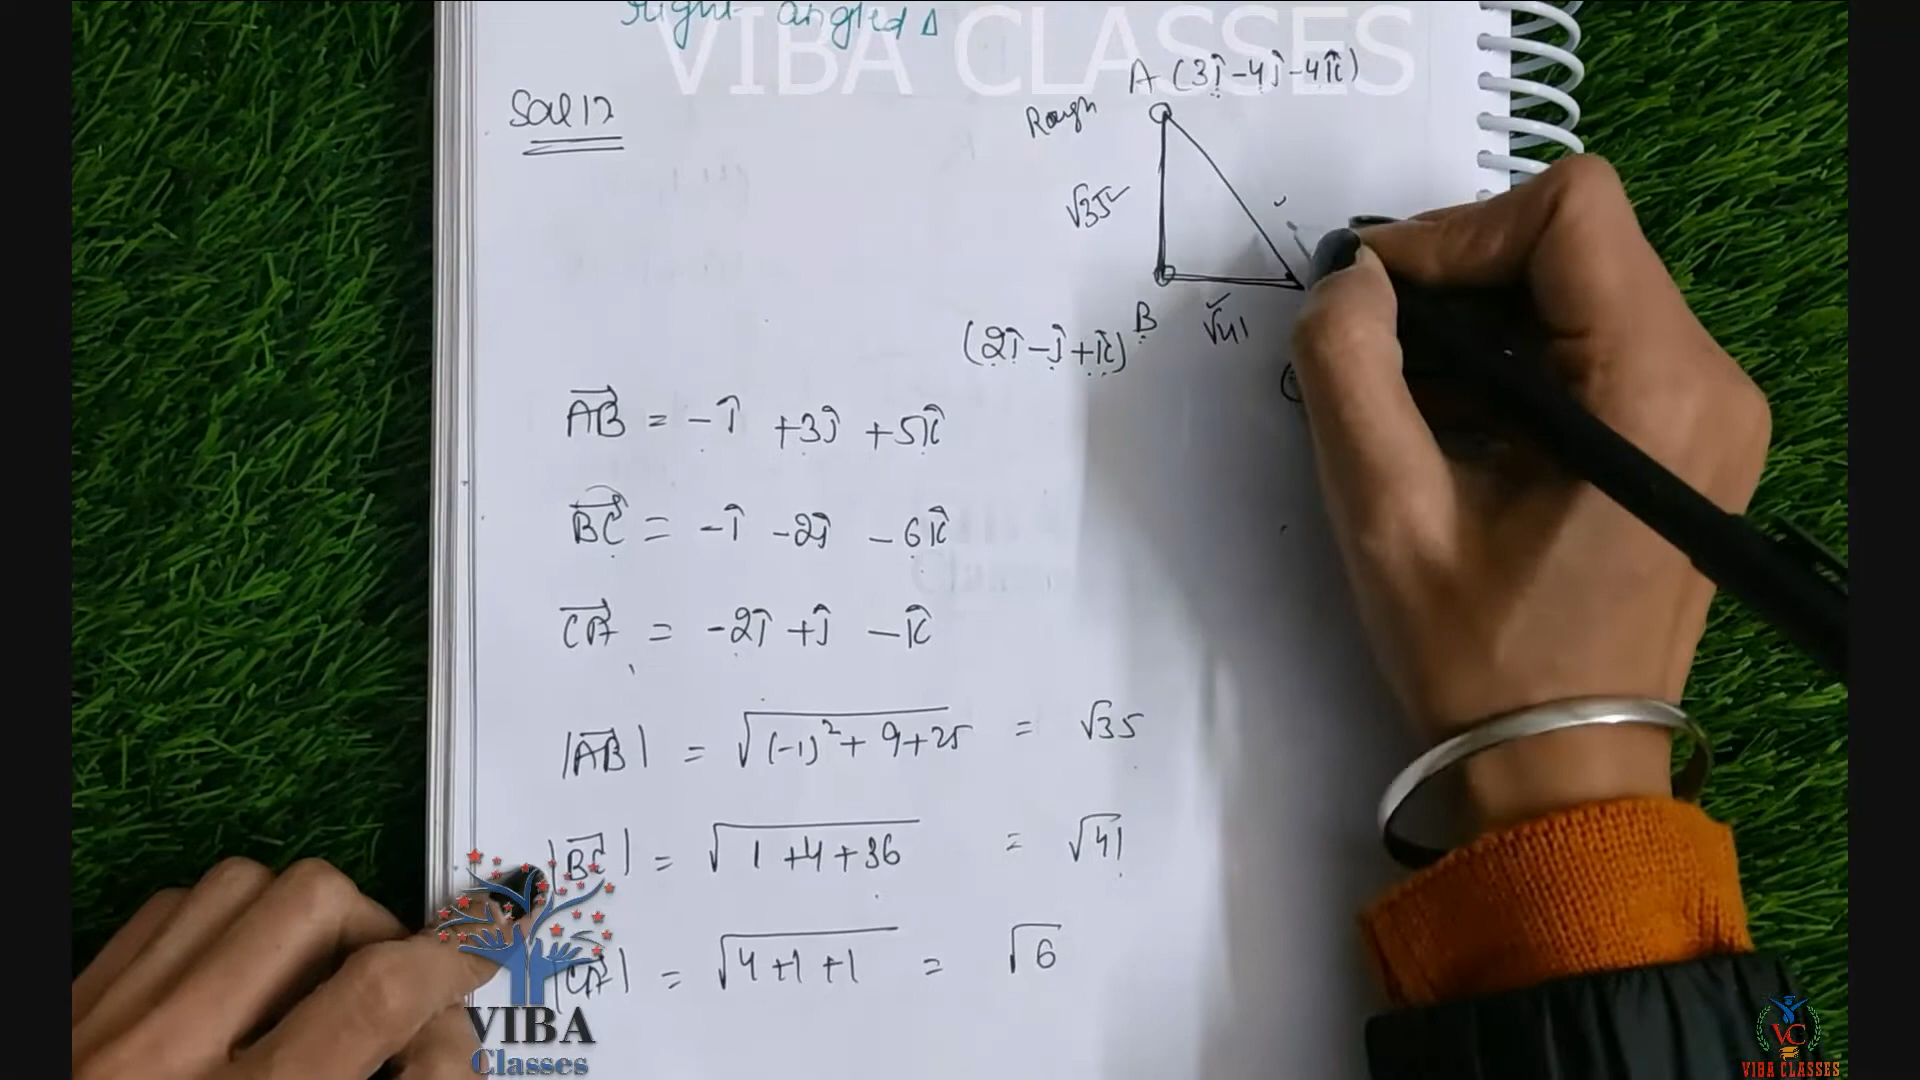 right angled Δ
VIBA CLASSES
Sol 17
Rough
A (3î-4ĵ-4k̂)
√35
B
√41
(2î-ĵ+k̂)
AB⃗ = -î +3ĵ +5k̂
BC⃗ = -î -2ĵ -6k̂
CA⃗ = -2î +ĵ -k̂
|AB⃗| = √((-1)²+9+25) = √35
|BC⃗| = √(1+4+36) = √41
|CA⃗| = √(4+1+1) = √6
VIBA
Classes
VC
VIBA CLASSES